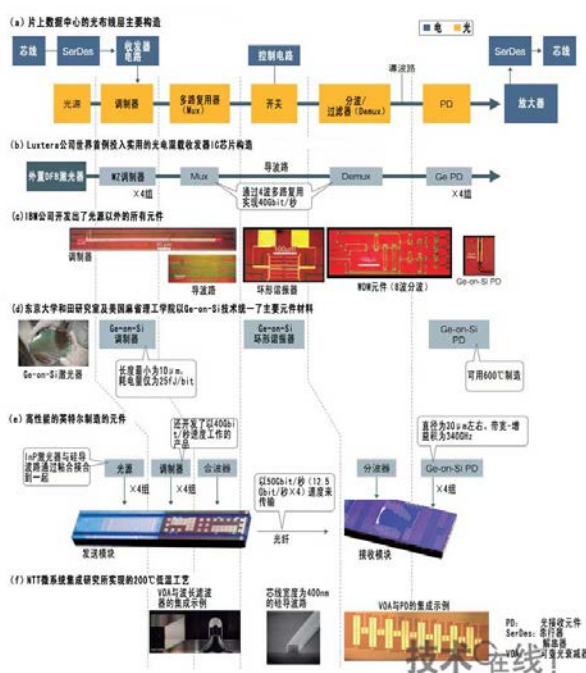 (a)片上数据中心的光布线层主要构造
电 光
芯线
SerDes
收发器
电路
控制电路
SerDes
芯线
導波路
光源
调制器
多路复用器
(Mux)
开关
分波/
过滤器(Demux)
PD
放大器
(b)Luxtera公司世界首例投入实用的光电混载收发器IC芯片构造
外置DFB激光器
MZ调制器
Mux
导波路
Demux
Ge PD
×4组
通过4波多路复用
实现40Gbit/秒
×4组
(c)IBM公司开发出了光源以外的所有元件
调制器
导波路
100μm
环形谐振器
WDM元件(8波分波)
Ge-on-Si PD
(d)东京大学和田研究室及美国麻省理工学院以Ge-on-Si技术统一了主要元件材料
Ge-on-Si
调制器
Ge-on-Si
环形谐振器
Ge-on-Si
PD
Ge-on-Si激光器
长度最小为10μm,
耗电量仅为25fJ/bit
可用600℃制造
(e)高性能的英特尔制造的元件
还开发了以40Gb
it/秒速度工作的
产品
直径为30μm左右,带宽-增
益积为340GHz
InP激光器与硅导
波路通过粘合接合
到一起
光源
调制器
合波器
以50Gbit/秒(12.5
Gbit/秒×4)速度来
传输
分波器
Ge-on-Si PD
×4组
×4组
×4组
光纤
发送模块
接收模块
(f)NTT微系统集成研究所实现的200℃低温工艺
VOA与波长滤波
器的集成示例
芯线宽度为400nm
的硅导波路
VOA与PD的集成示例
PD: 光接收元件
SerDes: 串行器
解串器
VOA: 可变光衰减器
技术在线!